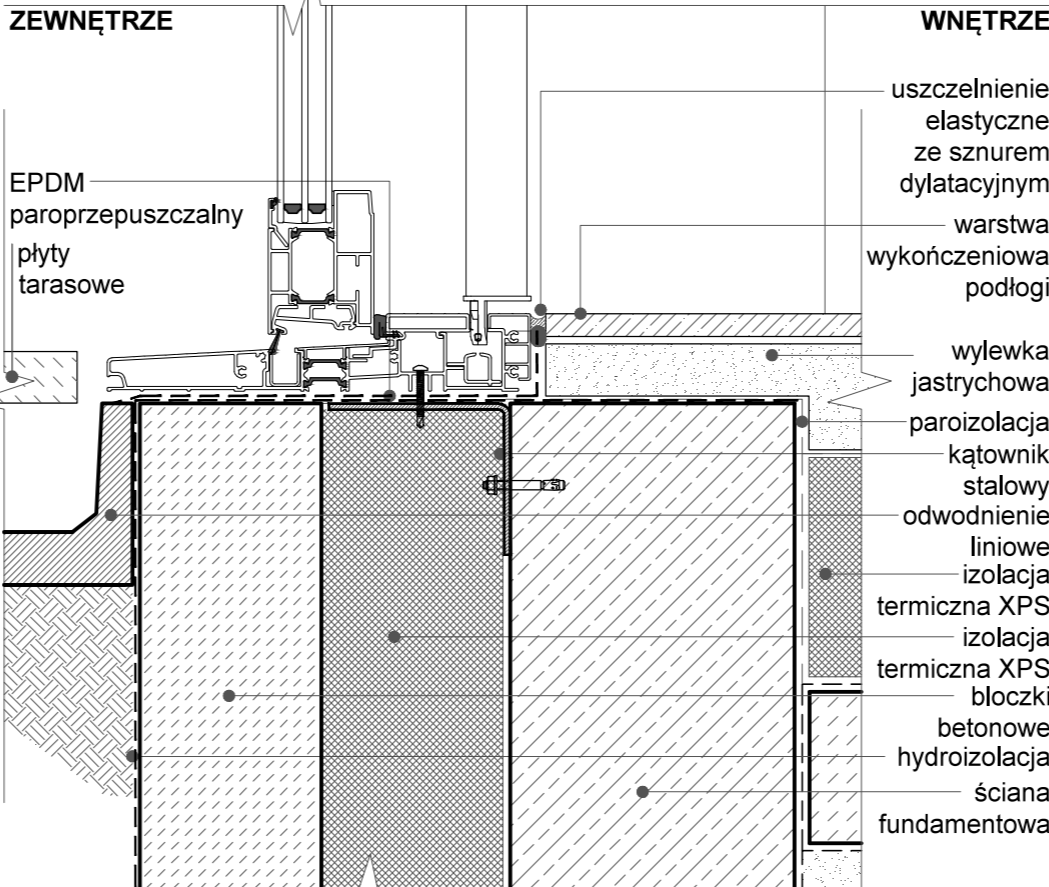 ZEWNĘTRZE
WNĘTRZE
EPDM
paroprzepuszczalny
płyty
tarasowe
uszczelnienie
elastyczne
ze sznurem
dylatacyjnym
warstwa
wykończeniowa
podłogi
wylewka
jastrychowa
paroizolacja
kątownik
stalowy
odwodnienie
liniowe
izolacja
termiczna XPS
izolacja
termiczna XPS
bloczki
betonowe
hydroizolacja
ściana
fundamentowa